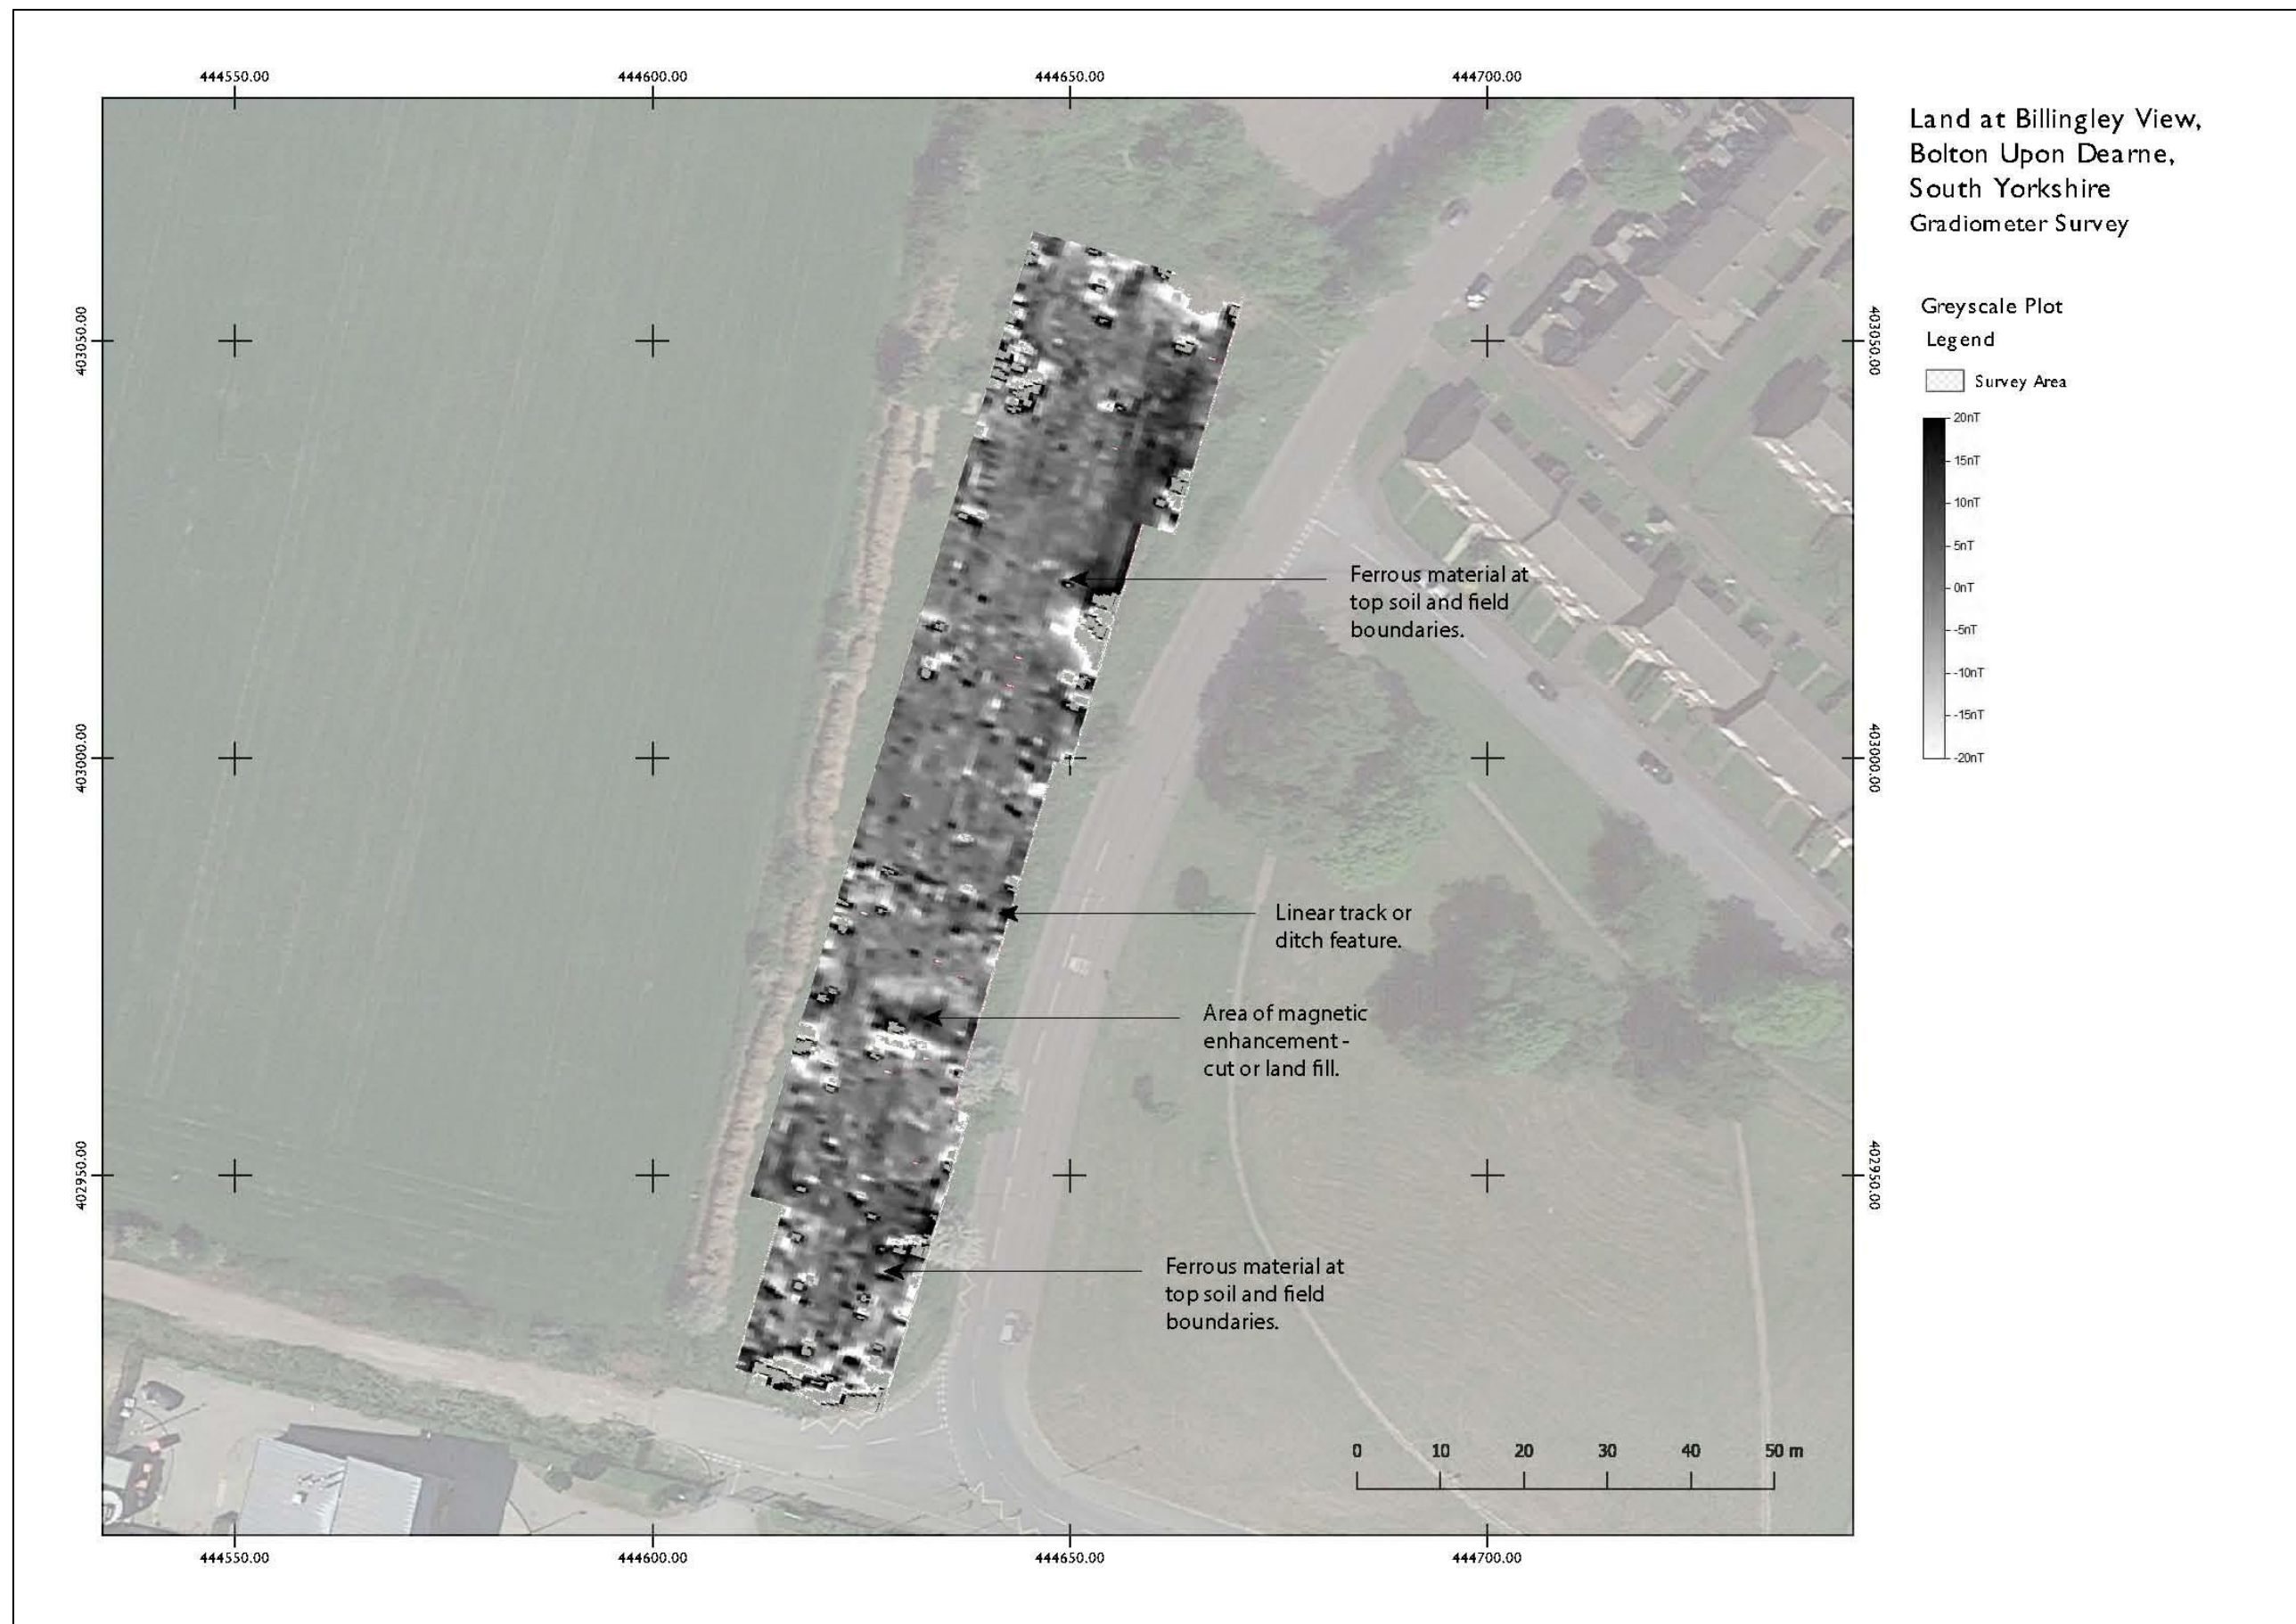 444550.00 444600.00 444650.00 444700.00
Land at Billingley View,
Bolton Upon Dearne,
South Yorkshire
Gradiometer Survey
Greyscale Plot
Legend
Survey Area
20nT
15nT
10nT
5nT
0nT
-5nT
-10nT
-15nT
-20nT
403050.00 403050.00
403000.00 403000.00
402950.00 402950.00
Ferrous material at
top soil and field
boundaries.
Linear track or
ditch feature.
Area of magnetic
enhancement -
cut or land fill.
Ferrous material at
top soil and field
boundaries.
0 10 20 30 40 50 m
444550.00 444600.00 444650.00 444700.00